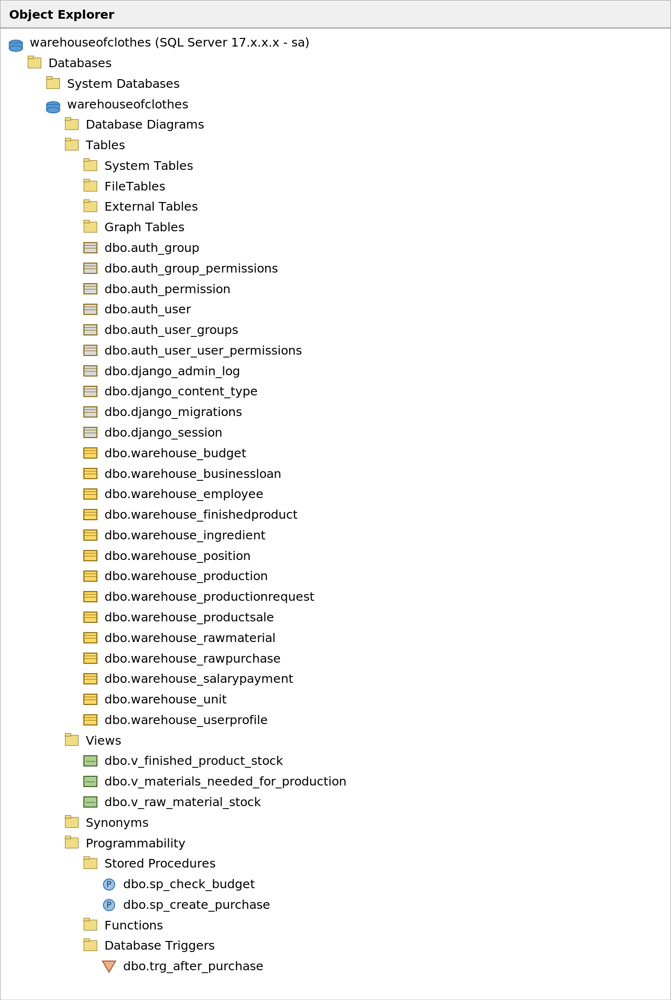 Object Explorer
warehouseofclothes (SQL Server 17.x.x.x - sa)
Databases
System Databases
warehouseofclothes
Database Diagrams
Tables
System Tables
FileTables
External Tables
Graph Tables
dbo.auth_group
dbo.auth_group_permissions
dbo.auth_permission
dbo.auth_user
dbo.auth_user_groups
dbo.auth_user_user_permissions
dbo.django_admin_log
dbo.django_content_type
dbo.django_migrations
dbo.django_session
dbo.warehouse_budget
dbo.warehouse_businessloan
dbo.warehouse_employee
dbo.warehouse_finishedproduct
dbo.warehouse_ingredient
dbo.warehouse_position
dbo.warehouse_production
dbo.warehouse_productionrequest
dbo.warehouse_productsale
dbo.warehouse_rawmaterial
dbo.warehouse_rawpurchase
dbo.warehouse_salarypayment
dbo.warehouse_unit
dbo.warehouse_userprofile
Views
dbo.v_finished_product_stock
dbo.v_materials_needed_for_production
dbo.v_raw_material_stock
Synonyms
Programmability
Stored Procedures
P dbo.sp_check_budget
P dbo.sp_create_purchase
Functions
Database Triggers
dbo.trg_after_purchase